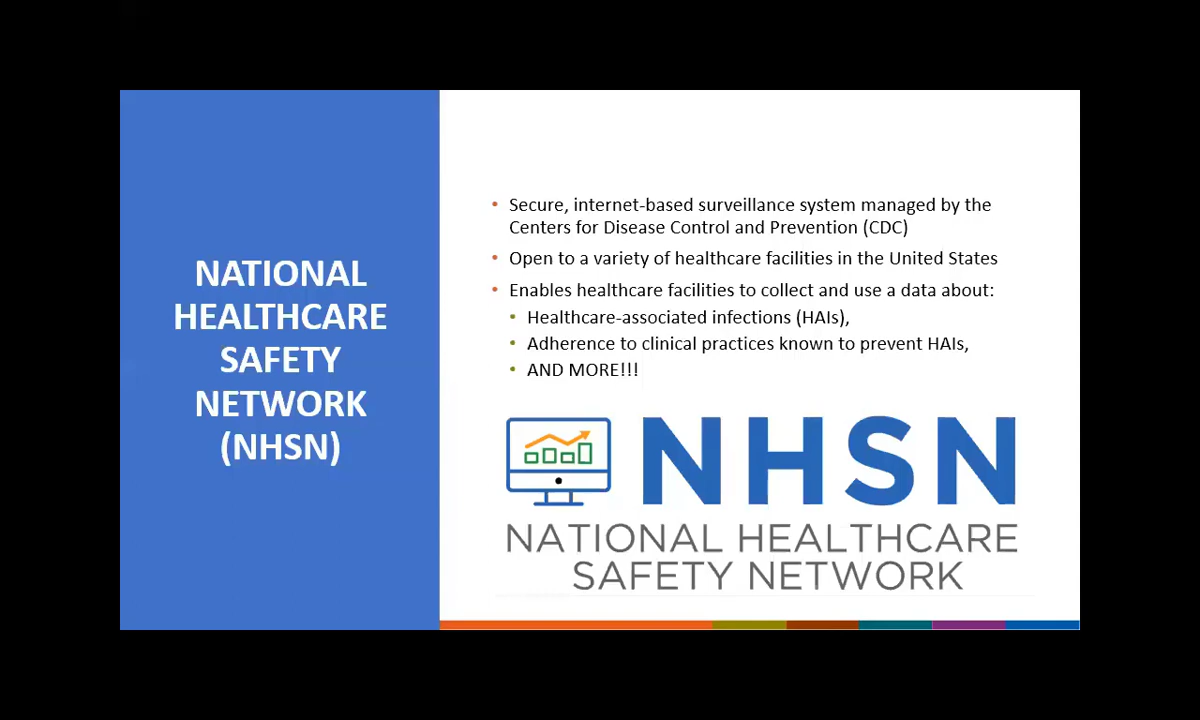 NATIONAL
HEALTHCARE
SAFETY
NETWORK
(NHSN)
• Secure, internet-based surveillance system managed by the
Centers for Disease Control and Prevention (CDC)
• Open to a variety of healthcare facilities in the United States
• Enables healthcare facilities to collect and use a data about:
• Healthcare-associated infections (HAIs),
• Adherence to clinical practices known to prevent HAIs,
• AND MORE!!!
NHSN
NATIONAL HEALTHCARE
SAFETY NETWORK